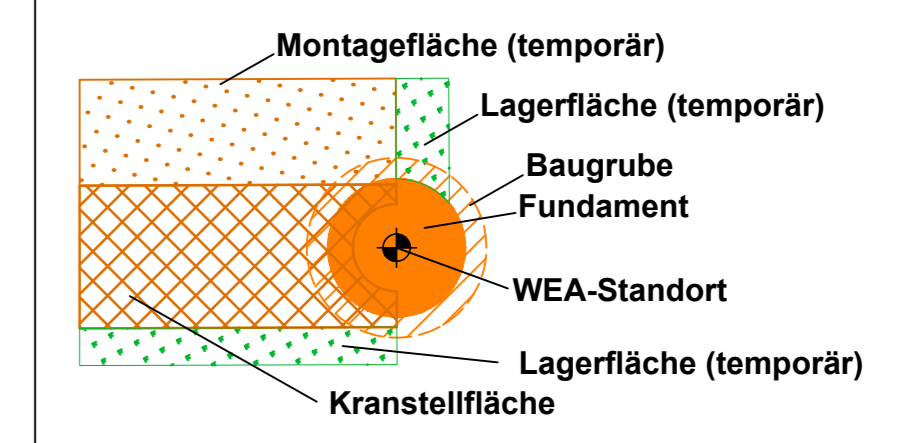 Montagefläche (temporär)
Lagerfläche (temporär)
Baugrube
Fundament
WEA-Standort
Lagerfläche (temporär)
Kranstellfläche